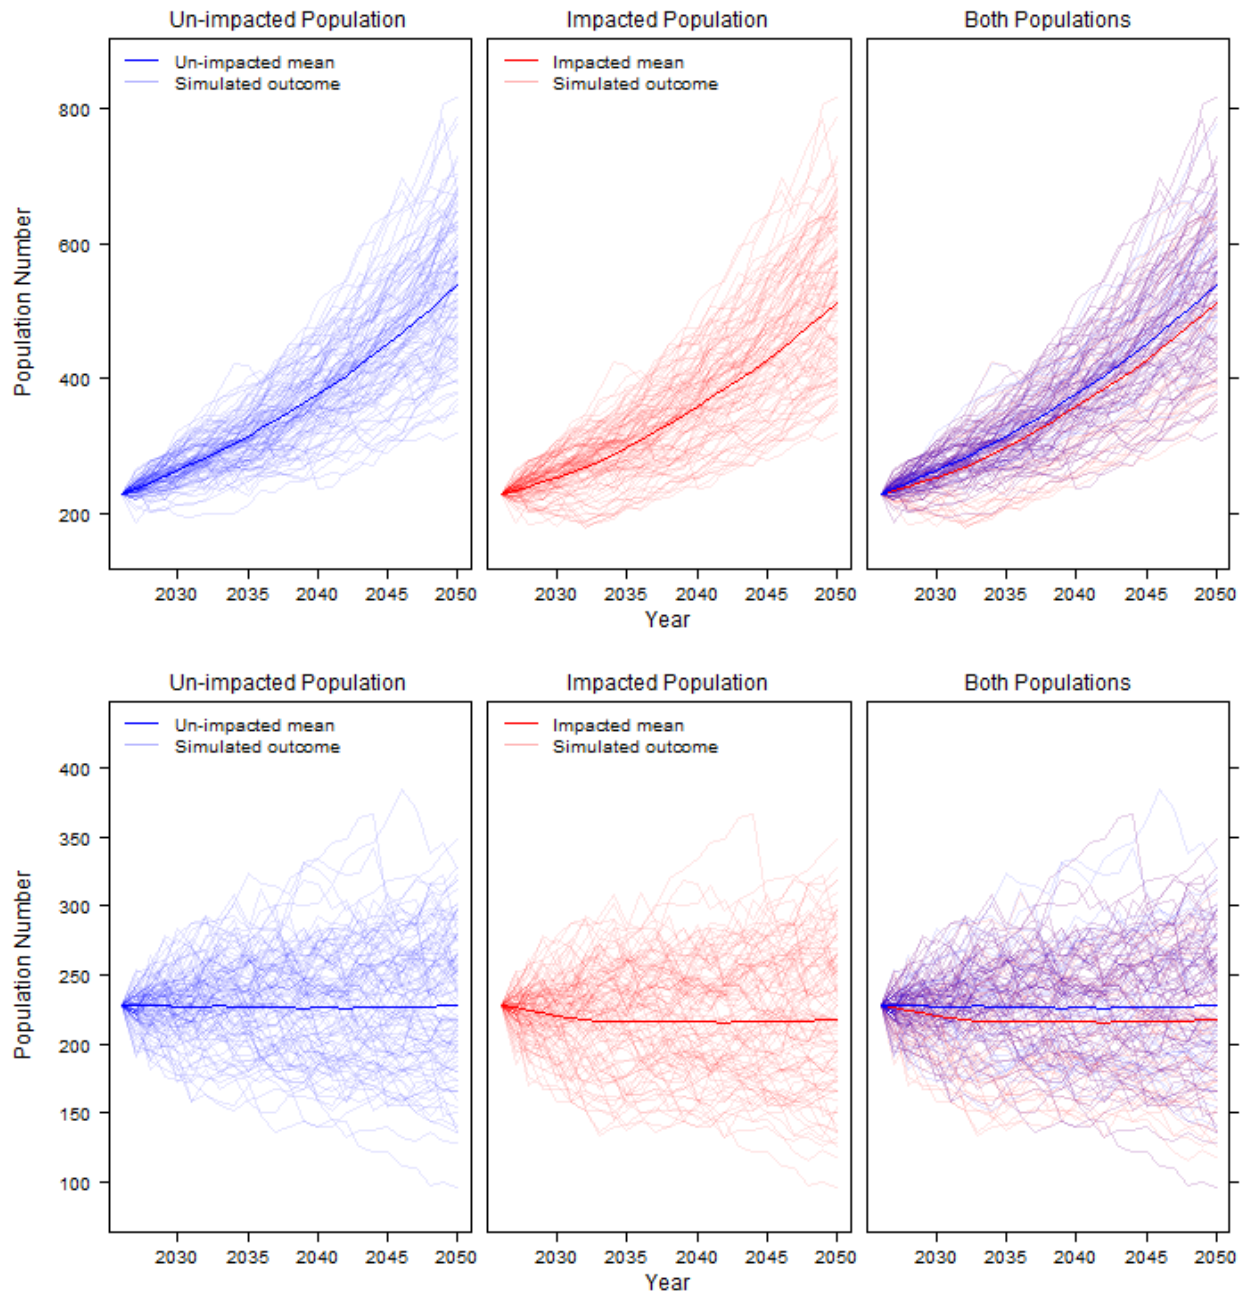 Un-impacted Population Impacted Population Both Populations
Un-impacted mean Impacted mean
Simulated outcome Simulated outcome
800
600
400
200
Population Number
2030 2035 2040 2045 2050 2030 2035 2040 2045 2050 2030 2035 2040 2045 2050
Year
Un-impacted Population Impacted Population Both Populations
Un-impacted mean Impacted mean
Simulated outcome Simulated outcome
400
350
300
250
200
150
100
Population Number
2030 2035 2040 2045 2050 2030 2035 2040 2045 2050 2030 2035 2040 2045 2050
Year